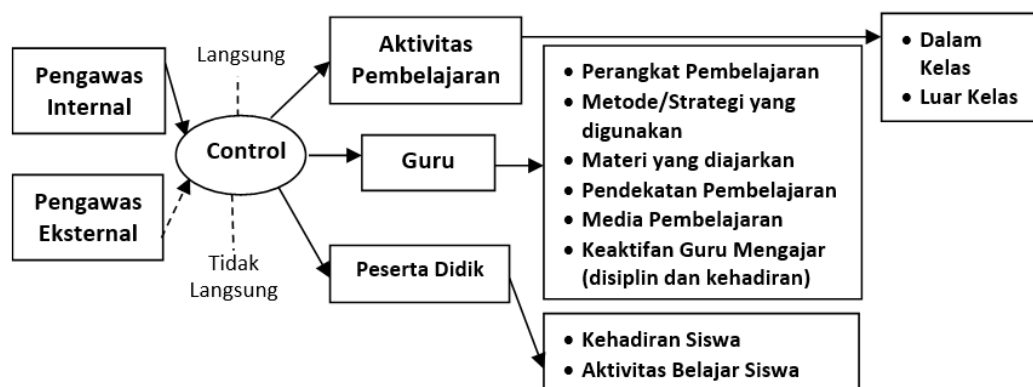 Pengawas
Internal
Pengawas
Eksternal
Langsung
Control
Tidak
Langsung
Aktivitas
Pembelajaran
Guru
Peserta Didik
• Dalam
Kelas
• Luar Kelas
• Perangkat Pembelajaran
• Metode/Strategi yang
digunakan
• Materi yang diajarkan
• Pendekatan Pembelajaran
• Media Pembelajaran
• Keaktifan Guru Mengajar
(disiplin dan kehadiran)
• Kehadiran Siswa
• Aktivitas Belajar Siswa